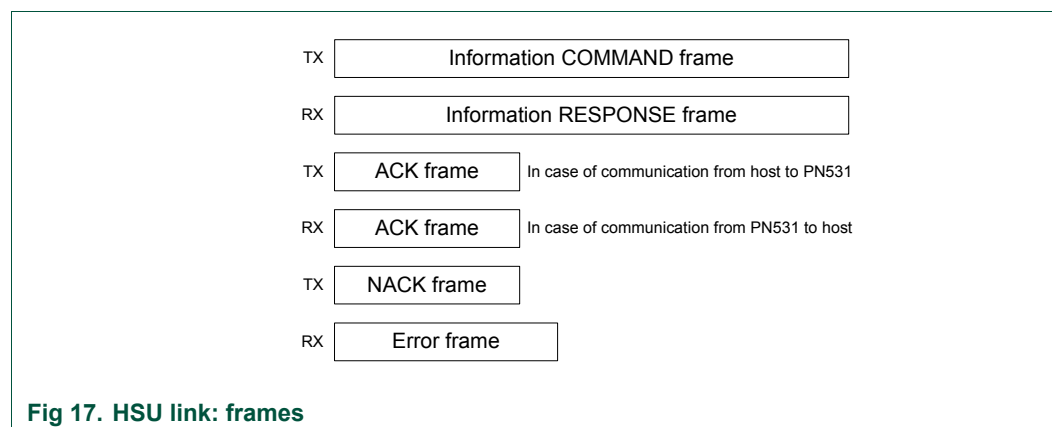 TX Information COMMAND frame
RX Information RESPONSE frame
TX ACK frame In case of communication from host to PN531
RX ACK frame In case of communication from PN531 to host
TX NACK frame
RX Error frame
Fig 17. HSU link: frames